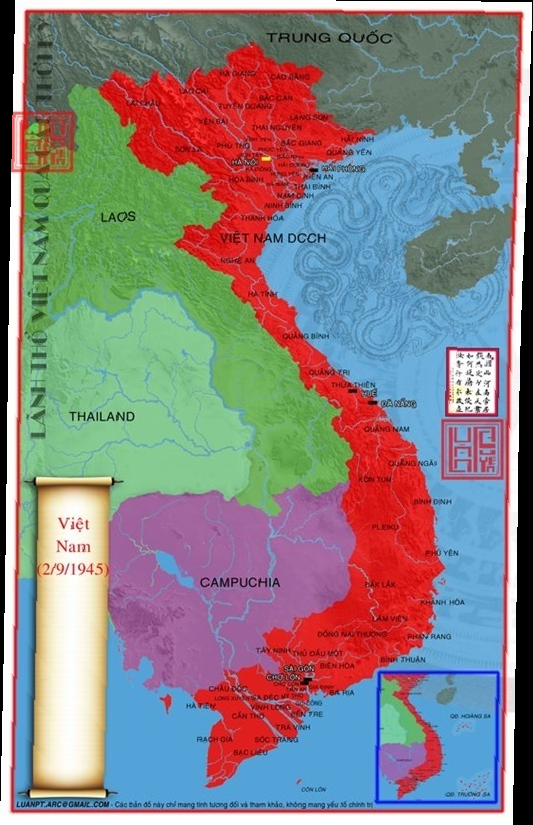 TRUNG QUỐC
HÀ GIANG
CAO BẰNG
LAO CAI
LAI CHÂU
BẮC CẠN
TUYÊN QUANG
LẠNG SƠN
YÊN BÁI
THÁI NGUYÊN
HẢI NINH
SƠN LA
PHÚ THỌ
BẮC GIANG
QUẢNG YÊN
HÀ NỘI
HẢI PHÒNG
KIẾN AN
HÒA BÌNH
THÁI BÌNH
NAM ĐỊNH
NINH BÌNH
THANH HÓA
LAOS
VIỆT NAM DCCH
NGHỆ AN
HÀ TĨNH
QUẢNG BÌNH
QUẢNG TRỊ
THỪA THIÊN
HUẾ
ĐÀ NẴNG
THAILAND
QUẢNG NAM
QUẢNG NGÃI
KON TUM
BÌNH ĐỊNH
PLEIKU
Việt
Nam
(2/9/1945)
PHÚ YÊN
CAMPUCHIA
ĐẮK LẮK
KHÁNH HÒA
LÂM VIÊN
ĐỒNG NAI THƯỢNG
PHAN RANG
TÂY NINH
THỦ DẦU MỘT
BÌNH THUẬN
SÀI GÒN
BIÊN HÒA
CHỢ LỚN
BÀ RỊA
CHÂU ĐỐC
LONG XUYÊN
SA ĐÉC
MỸ THO
GÒ CÔNG
HÀ TIÊN
VĨNH LONG
BẾN TRE
CẦN THƠ
TRÀ VINH
RẠCH GIÁ
SÓC TRĂNG
BẠC LIÊU
CÔN LÔN
QĐ. HOÀNG SA
QĐ. TRƯỜNG SA
LUANPT.ARC@GMAIL.COM - Các bản đồ này chỉ mang tính tương đối và tham khảo, không mang yếu tố chính trị
LÃNH THỔ VIỆT NAM QUA
THỜI KỲ